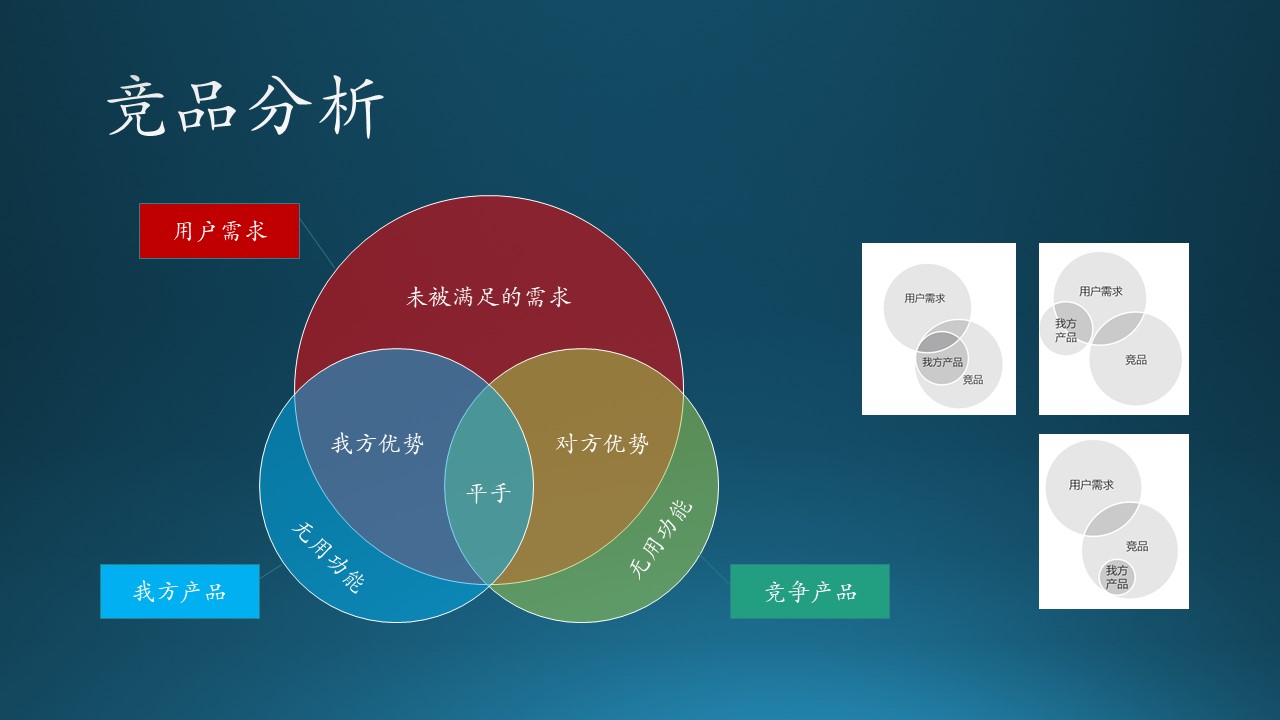 竞品分析
用户需求
未被满足的需求
我方优势
对方优势
平手
无用功能
无用功能
我方产品
竞争产品
用户需求
我方产品
竞品
用户需求
我方
产品
竞品
用户需求
竞品
我方
产品